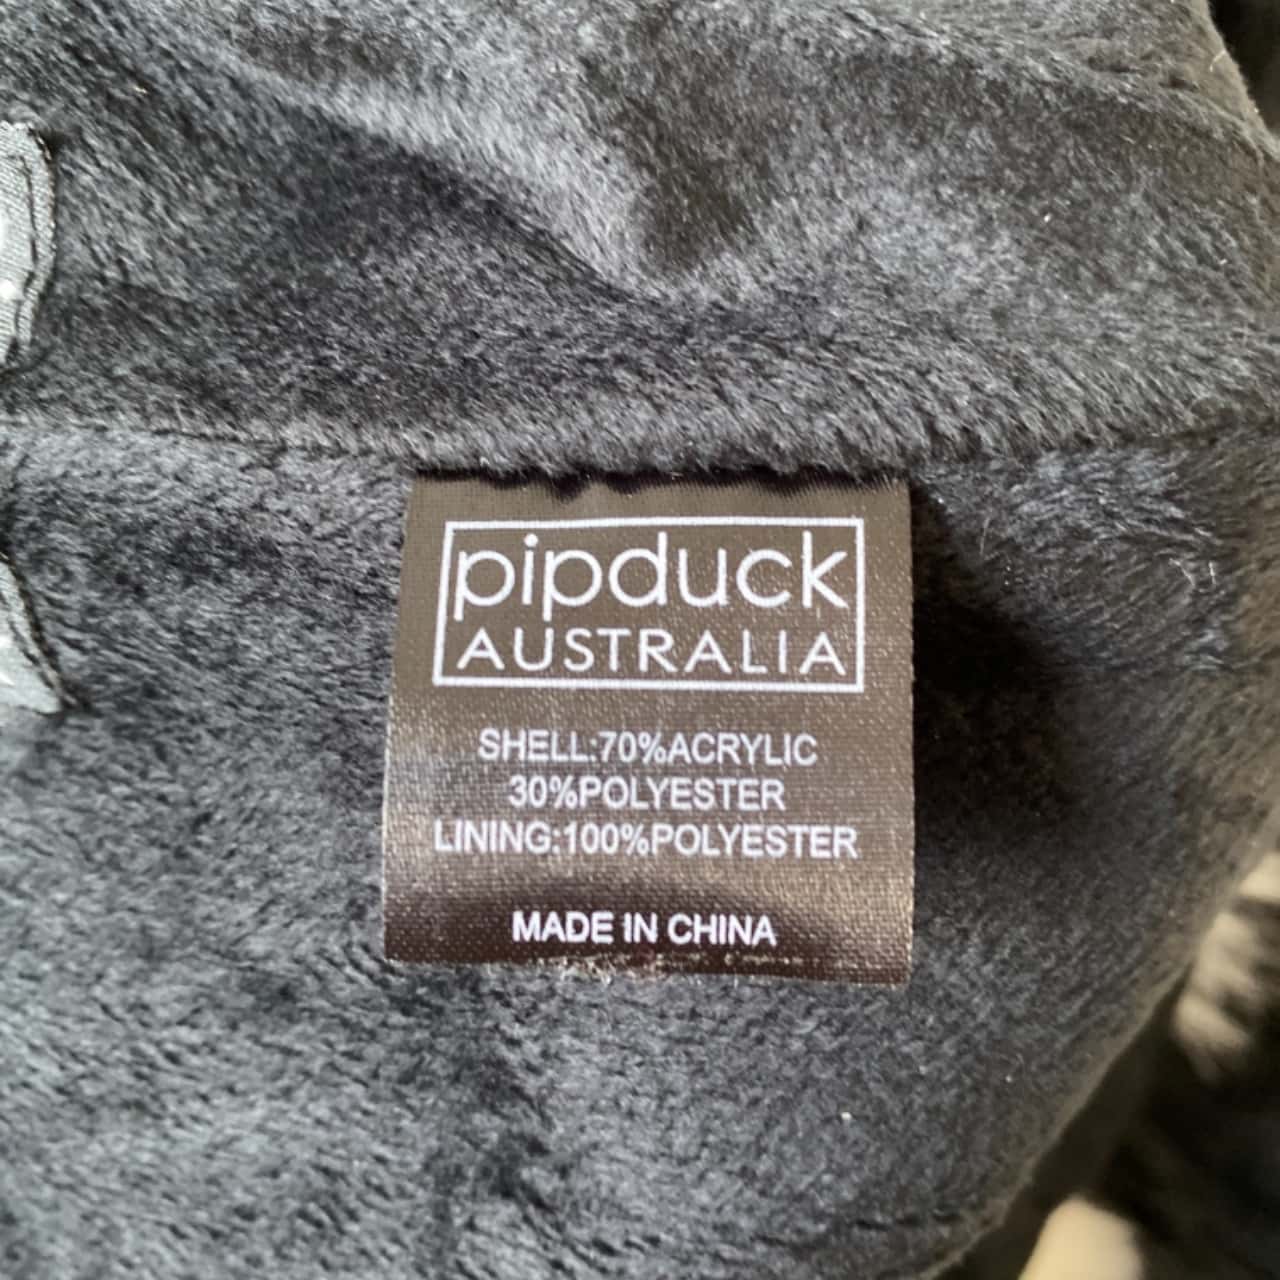 pipduck
AUSTRALIA
SHELL:70%ACRYLIC
30%POLYESTER
LINING:100%POLYESTER
MADE IN CHINA